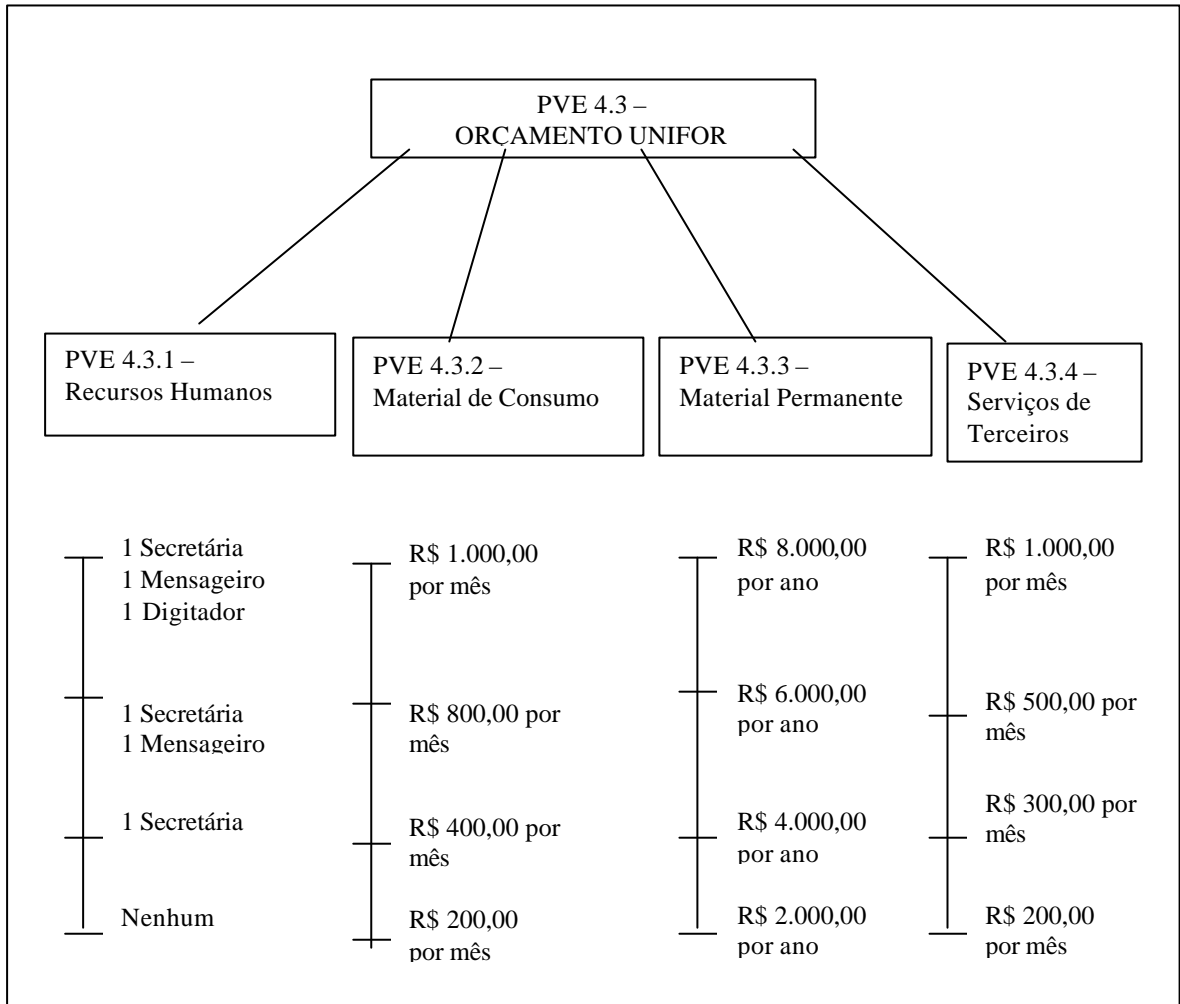 PVE 4.3 –
ORÇAMENTO UNIFOR
PVE 4.3.1 –
Recursos Humanos
PVE 4.3.2 –
Material de Consumo
PVE 4.3.3 –
Material Permanente
PVE 4.3.4 –
Serviços de
Terceiros
1 Secretária
1 Mensageiro
1 Digitador
1 Secretária
1 Mensageiro
1 Secretária
Nenhum
R$ 1.000,00
por mês
R$ 800,00 por
mês
R$ 400,00 por
mês
R$ 200,00
por mês
R$ 8.000,00
por ano
R$ 6.000,00
por ano
R$ 4.000,00
por ano
R$ 2.000,00
por ano
R$ 1.000,00
por mês
R$ 500,00 por
mês
R$ 300,00 por
mês
R$ 200,00
por mês